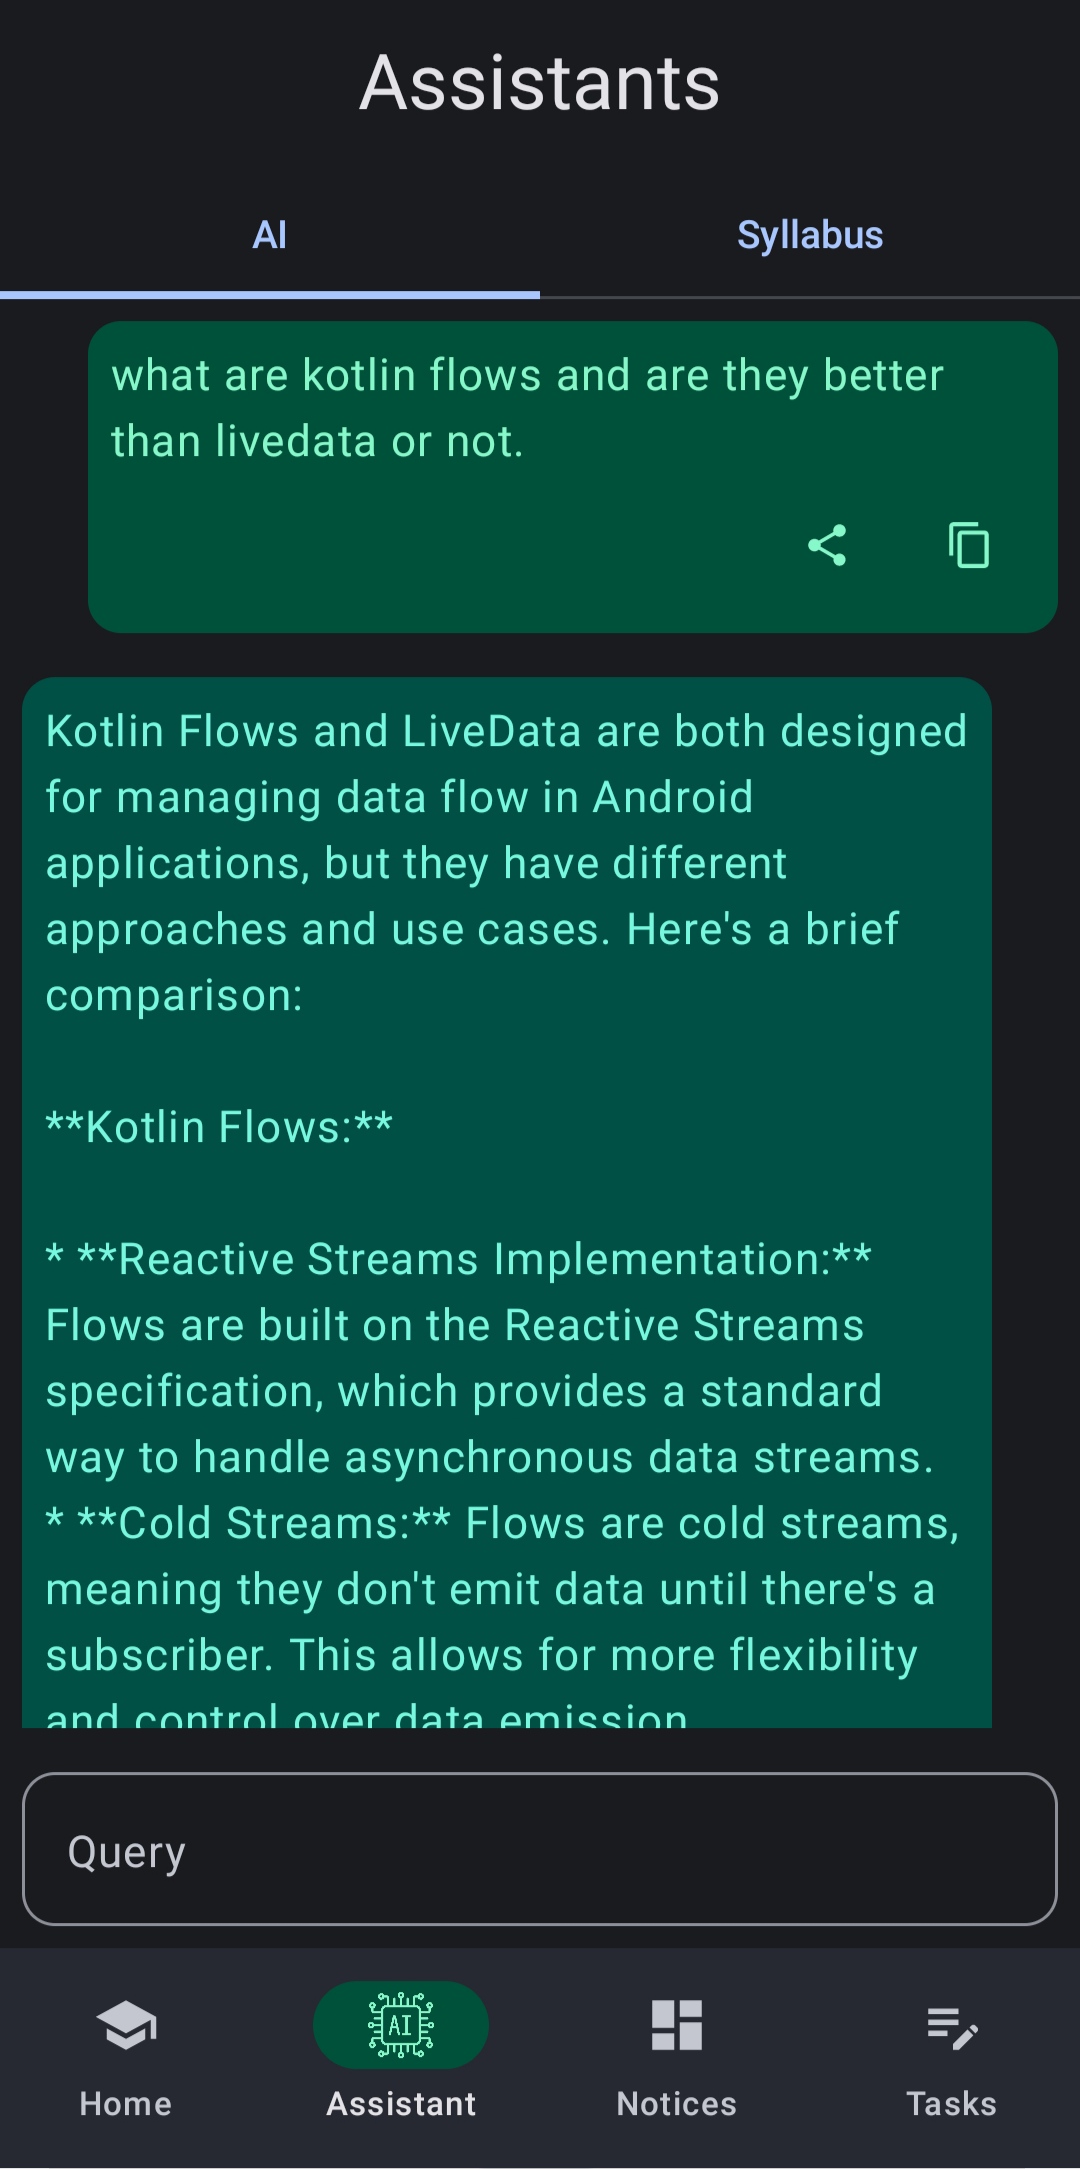 Assistants
AI
Syllabus
what are kotlin flows and are they better
than livedata or not.
Kotlin Flows and LiveData are both designed
for managing data flow in Android
applications, but they have different
approaches and use cases. Here's a brief
comparison:
**Kotlin Flows:**
* **Reactive Streams Implementation:**
Flows are built on the Reactive Streams
specification, which provides a standard
way to handle asynchronous data streams.
* **Cold Streams:** Flows are cold streams,
meaning they don't emit data until there's a
subscriber. This allows for more flexibility
and control over data emission
Query
AI
Home
Assistant
Notices
Tasks